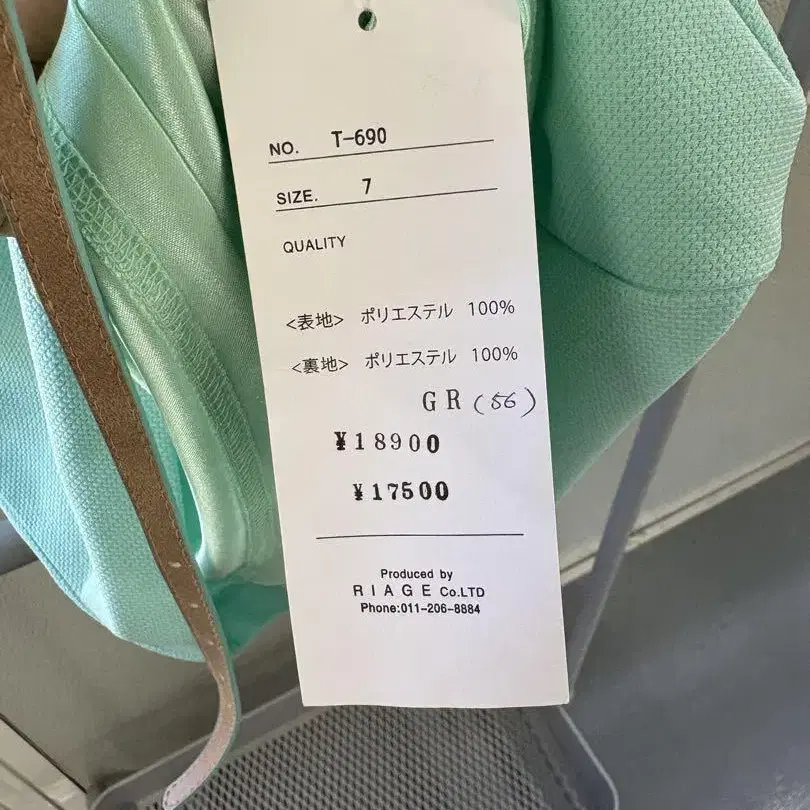 NO. T-690
SIZE. 7
QUALITY
<表地> ポリエステル 100%
<裏地> ポリエステル 100%
GR (56)
¥18900
¥17500
Produced by
RIAGE Co.LTD
Phone:011-206-8884